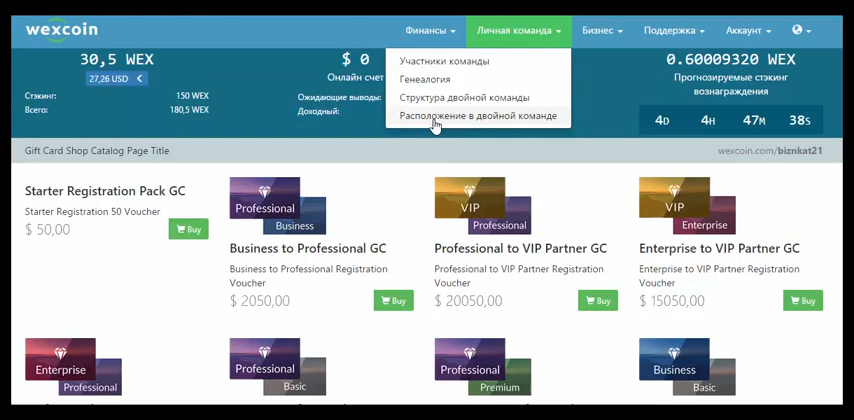 wexcoin
Финансы
Личная команда
Бизнес
Поддержка
Аккаунт
30,5 WEX
27,26 USD
Стэкинг:
150 WEX
Всего:
180,5 WEX
$ 0
Онлайн счет
Ожидающие выводы:
Доходный:
Участники команды
Генеалогия
Структура двойной команды
Расположение в двойной команде
0.60009320 WEX
Прогнозируемые стэкинг
вознаграждения
4D 4H 47M 38S
Gift Card Shop Catalog Page Title
wexcoin.com/biznkat21
Starter Registration Pack GC
Starter Registration 50 Voucher
$ 50,00
Buy
Professional
Business
Business to Professional GC
Business to Professional Registration
Voucher
$ 2050,00
Buy
VIP
Professional
Professional to VIP Partner GC
Professional to VIP Partner Registration
Voucher
$ 20050,00
Buy
VIP
Enterprise
Enterprise to VIP Partner GC
Enterprise to VIP Partner Registration
Voucher
$ 15050,00
Buy
Enterprise
Professional
Professional
Basic
Professional
Premium
Business
Basic